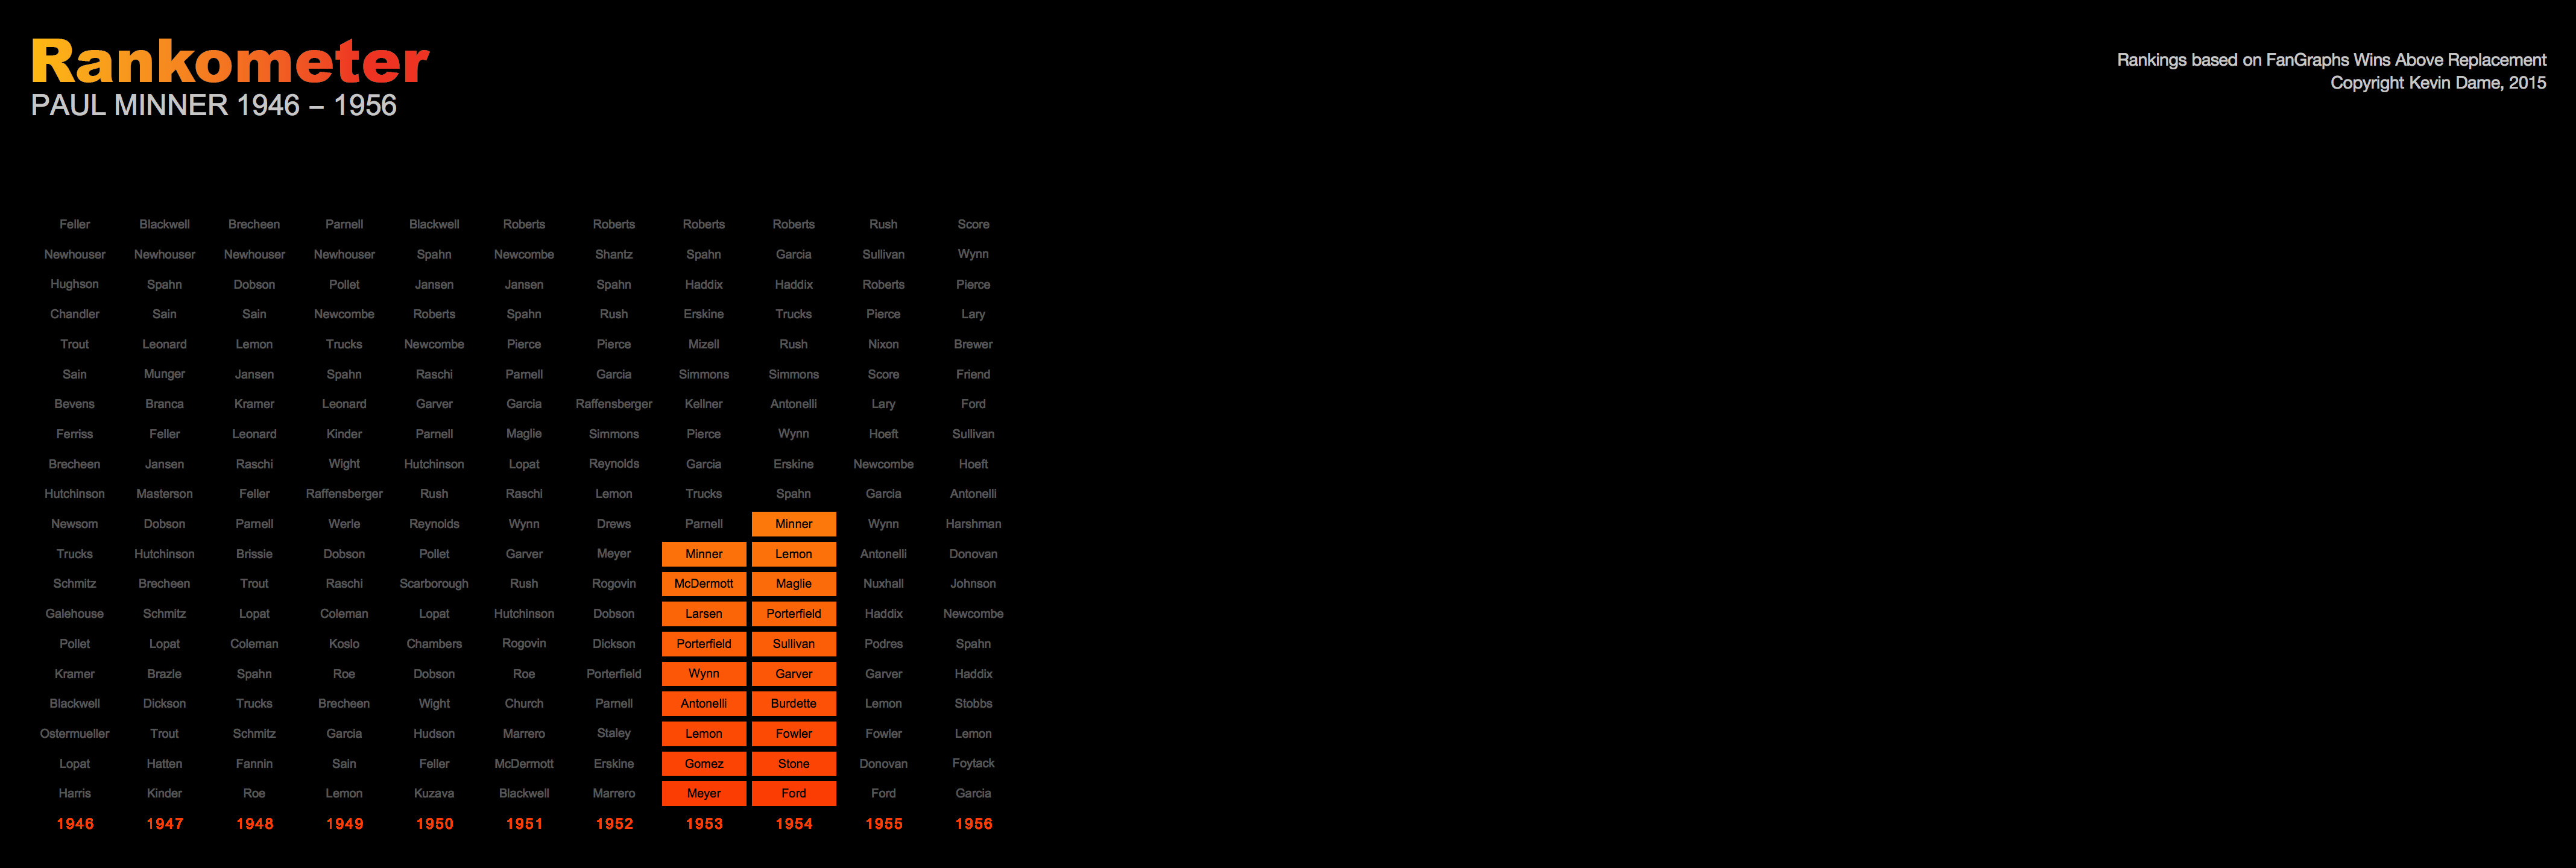 Rankometer
PAUL MINNER 1946 – 1956
Rankings based on FanGraphs Wins Above Replacement
Copyright Kevin Dame, 2015
Feller Blackwell Brecheen Parnell Blackwell Roberts Roberts Roberts Roberts Rush Score
Newhouser Newhouser Newhouser Newhouser Spahn Newcombe Shantz Spahn Garcia Sullivan Wynn
Hughson Spahn Dobson Pollet Jansen Jansen Spahn Haddix Haddix Roberts Pierce
Chandler Sain Sain Newcombe Roberts Spahn Rush Erskine Trucks Pierce Lary
Trout Leonard Lemon Trucks Newcombe Pierce Pierce Mizell Rush Nixon Brewer
Sain Munger Jansen Spahn Raschi Parnell Garcia Simmons Simmons Score Friend
Bevens Branca Kramer Leonard Garver Garcia Raffensberger Kellner Antonelli Lary Ford
Ferriss Feller Leonard Kinder Parnell Maglie Simmons Pierce Wynn Hoeft Sullivan
Brecheen Jansen Raschi Wight Hutchinson Lopat Reynolds Garcia Erskine Newcombe Hoeft
Hutchinson Masterson Feller Raffensberger Rush Raschi Lemon Trucks Spahn Garcia Antonelli
Newsom Dobson Parnell Werle Reynolds Wynn Drews Parnell Minner Wynn Harshman
Trucks Hutchinson Brissie Dobson Pollet Garver Meyer Minner Lemon Antonelli Donovan
Schmitz Brecheen Trout Raschi Scarborough Rush Rogovin McDermott Maglie Nuxhall Johnson
Galehouse Schmitz Lopat Coleman Lopat Hutchinson Dobson Larsen Porterfield Haddix Newcombe
Pollet Lopat Coleman Koslo Chambers Rogovin Dickson Porterfield Sullivan Podres Spahn
Kramer Brazle Spahn Roe Dobson Roe Porterfield Wynn Garver Garver Haddix
Blackwell Dickson Trucks Brecheen Wight Church Parnell Antonelli Burdette Lemon Stobbs
Ostermueller Trout Schmitz Garcia Hudson Marrero Staley Lemon Fowler Fowler Lemon
Lopat Hatten Fannin Sain Feller McDermott Erskine Gomez Stone Donovan Foytack
Harris Kinder Roe Lemon Kuzava Blackwell Marrero Meyer Ford Ford Garcia
1946 1947 1948 1949 1950 1951 1952 1953 1954 1955 1956